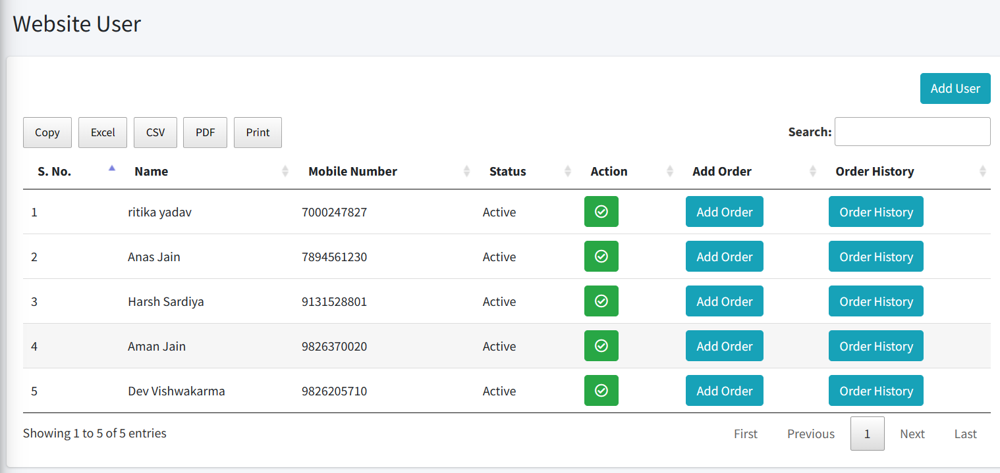 Website User
Add User
Copy Excel CSV PDF Print Search:
S. No. Name Mobile Number Status Action Add Order Order History
1 ritika yadav 7000247827 Active Add Order Order History
2 Anas Jain 7894561230 Active Add Order Order History
3 Harsh Sardiya 9131528801 Active Add Order Order History
4 Aman Jain 9826370020 Active Add Order Order History
5 Dev Vishwakarma 9826205710 Active Add Order Order History
Showing 1 to 5 of 5 entries First Previous 1 Next Last